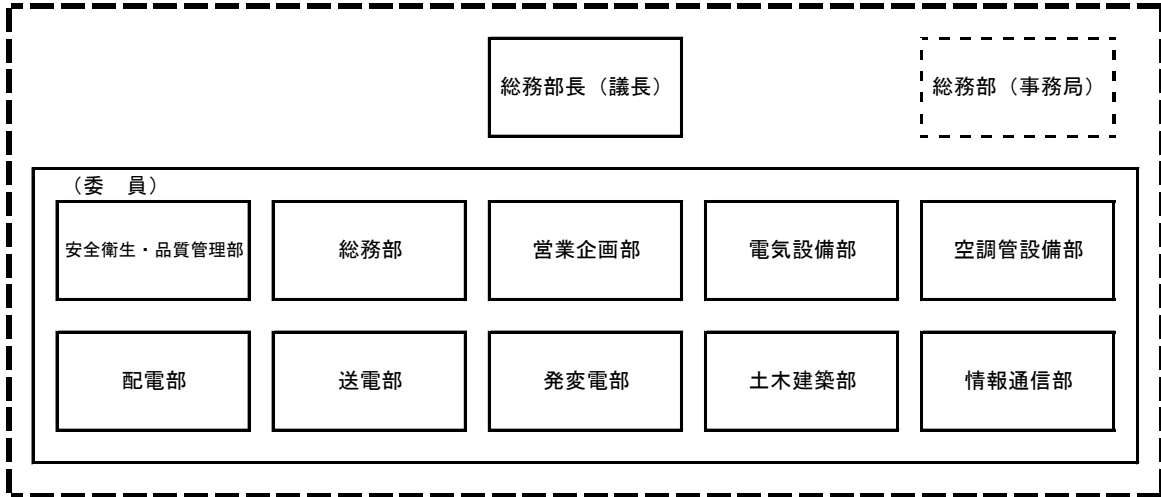 総務部長（議長）
総務部（事務局）
（委　員）
安全衛生・品質管理部
総務部
営業企画部
電気設備部
空調管設備部
配電部
送電部
発変電部
土木建築部
情報通信部